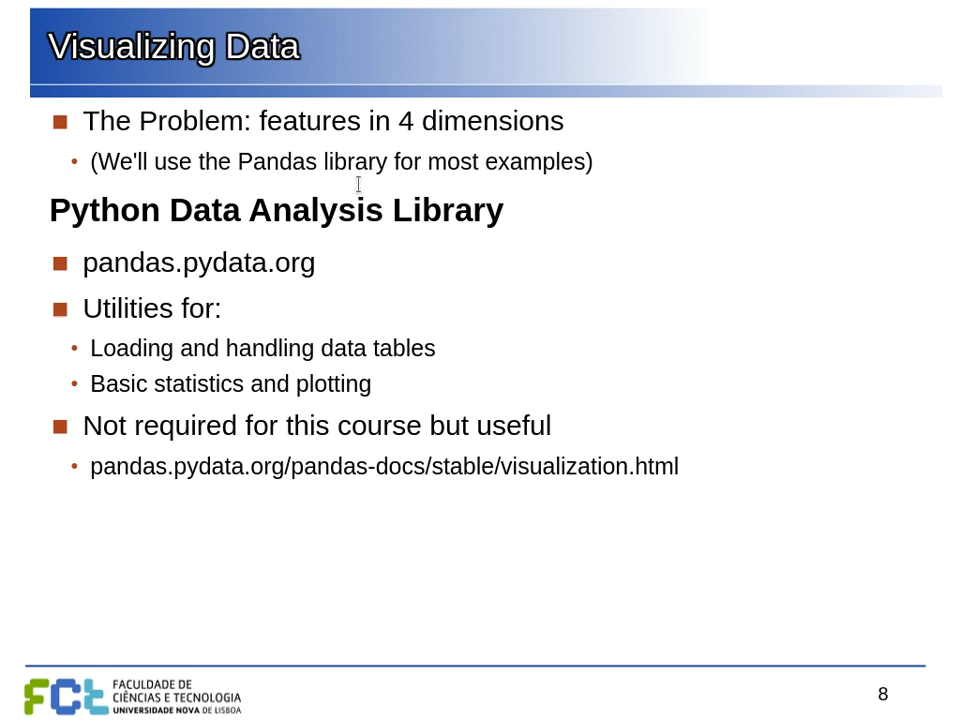 Visualizing Data
The Problem: features in 4 dimensions
(We'll use the Pandas library for most examples)
Python Data Analysis Library
pandas.pydata.org
Utilities for:
Loading and handling data tables
Basic statistics and plotting
Not required for this course but useful
pandas.pydata.org/pandas-docs/stable/visualization.html
FCt
FACULDADE DE
CIÊNCIAS E TECNOLOGIA
UNIVERSIDADE NOVA DE LISBOA
8